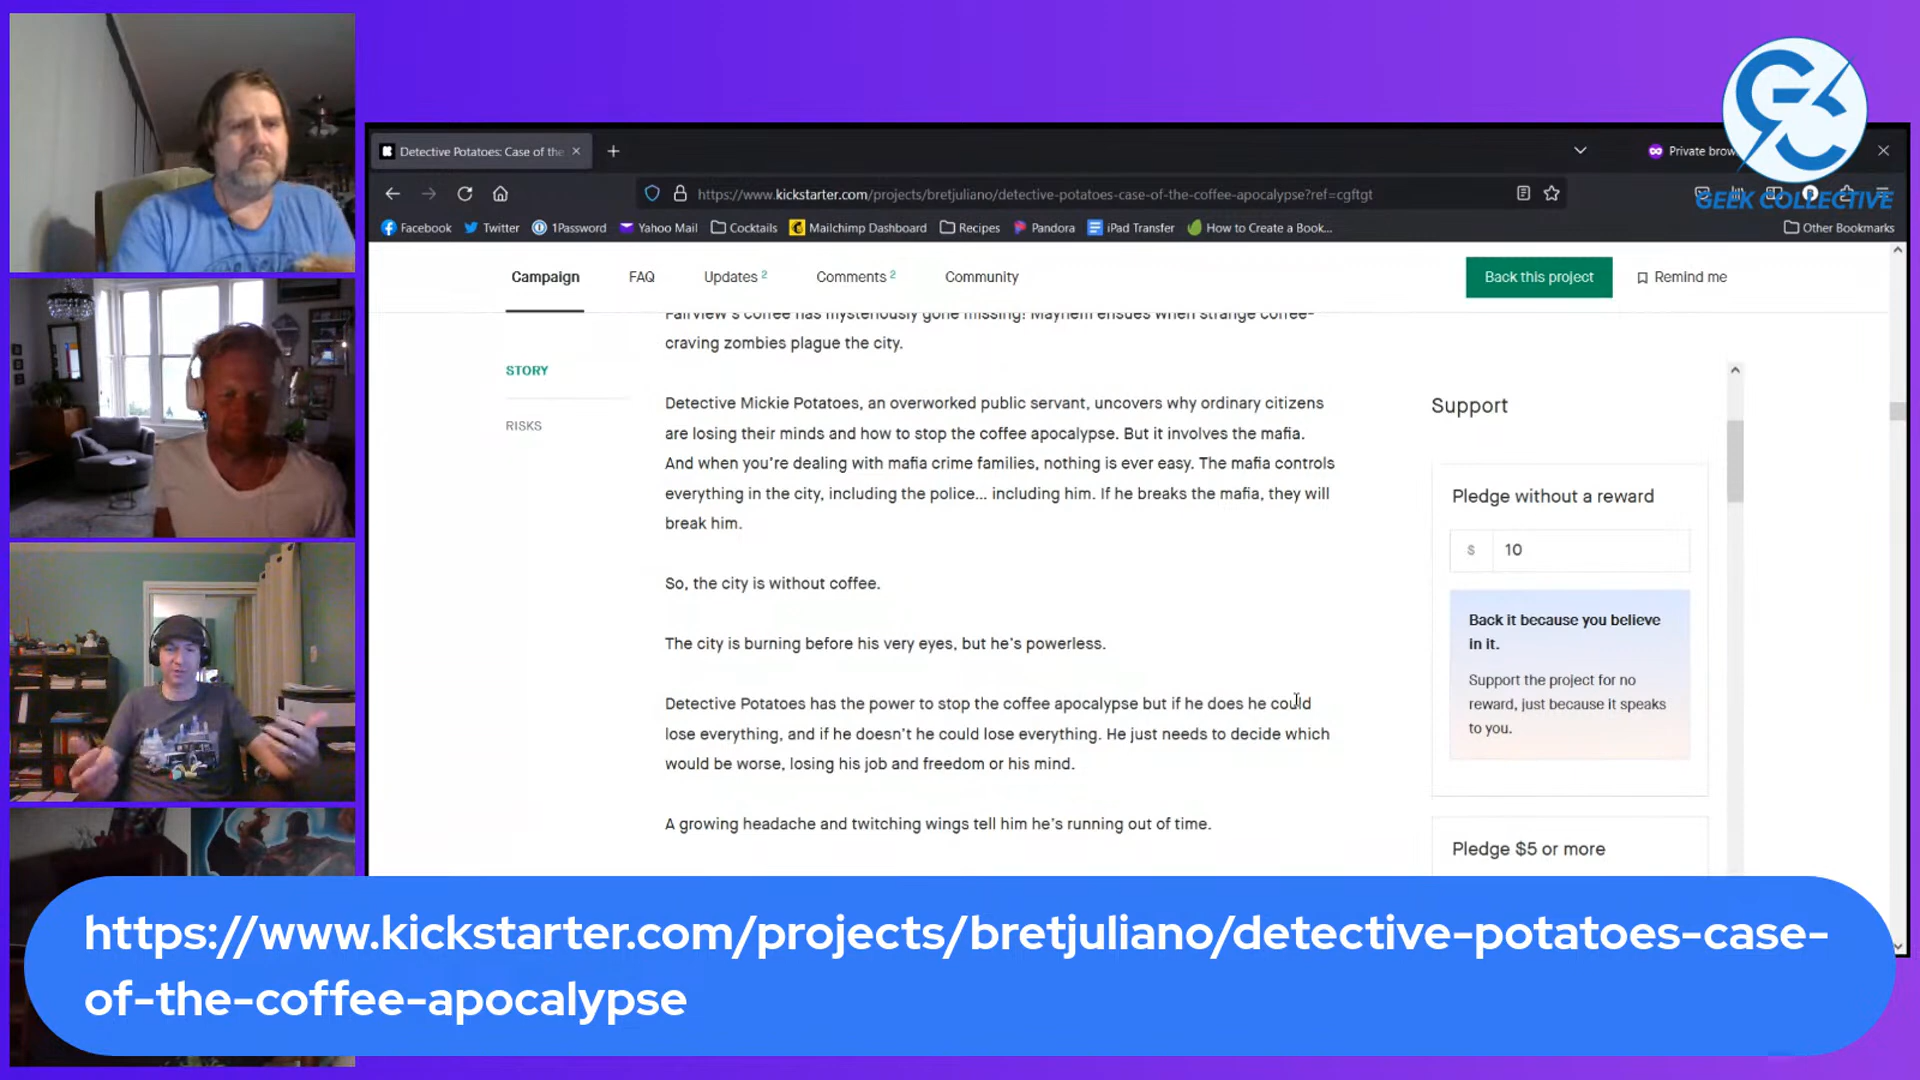 GEEK COLLECTIVE
Detective Potatoes: Case of the
Private brow
https://www.kickstarter.com/projects/bretjuliano/detective-potatoes-case-of-the-coffee-apocalypse?ref=cgftgt
Facebook Twitter 1Password Yahoo Mail Cocktails Mailchimp Dashboard Recipes Pandora iPad Transfer How to Create a Book... Other Bookmarks
Campaign FAQ Updates 2 Comments 2 Community Back this project Remind me
STORY
RISKS
Fairview's coffee has mysteriously gone missing! Mayhem ensues when strange coffee-
craving zombies plague the city.
Detective Mickie Potatoes, an overworked public servant, uncovers why ordinary citizens
are losing their minds and how to stop the coffee apocalypse. But it involves the mafia.
And when you're dealing with mafia crime families, nothing is ever easy. The mafia controls
everything in the city, including the police... including him. If he breaks the mafia, they will
break him.
So, the city is without coffee.
The city is burning before his very eyes, but he's powerless.
Detective Potatoes has the power to stop the coffee apocalypse but if he does he could
lose everything, and if he doesn't he could lose everything. He just needs to decide which
would be worse, losing his job and freedom or his mind.
A growing headache and twitching wings tell him he's running out of time.
Support
Pledge without a reward
$ 10
Back it because you believe
in it.
Support the project for no
reward, just because it speaks
to you.
Pledge $5 or more
https://www.kickstarter.com/projects/bretjuliano/detective-potatoes-case-
of-the-coffee-apocalypse